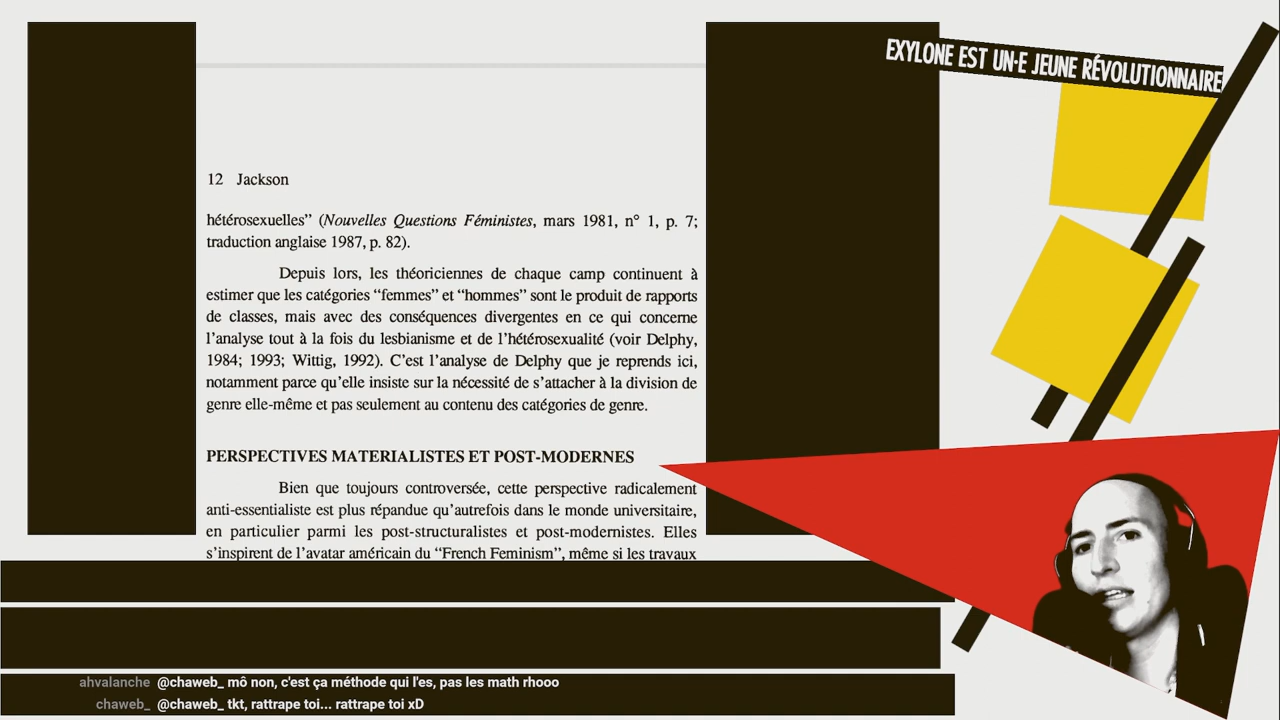 EXYLONE EST UN·E JEUNE RÉVOLUTIONNAIRE
12 Jackson
hétérosexuelles” (Nouvelles Questions Féministes, mars 1981, n° 1, p. 7;
traduction anglaise 1987, p. 82).
Depuis lors, les théoriciennes de chaque camp continuent à
estimer que les catégories “femmes” et “hommes” sont le produit de rapports
de classes, mais avec des conséquences divergentes en ce qui concerne
l’analyse tout à la fois du lesbianisme et de l’hétérosexualité (voir Delphy,
1984; 1993; Wittig, 1992). C’est l’analyse de Delphy que je reprends ici,
notamment parce qu’elle insiste sur la nécessité de s’attacher à la division de
genre elle-même et pas seulement au contenu des catégories de genre.
PERSPECTIVES MATERIALISTES ET POST-MODERNES
Bien que toujours controversée, cette perspective radicalement
anti-essentialiste est plus répandue qu’autrefois dans le monde universitaire,
en particulier parmi les post-structuralistes et post-modernistes. Elles
s’inspirent de l’avatar américain du “French Feminism”, même si les travaux
ahvalanche @chaweb_ mô non, c'est ça méthode qui l'es, pas les math rhooo
chaweb_ @chaweb_ tkt, rattrape toi... rattrape toi xD